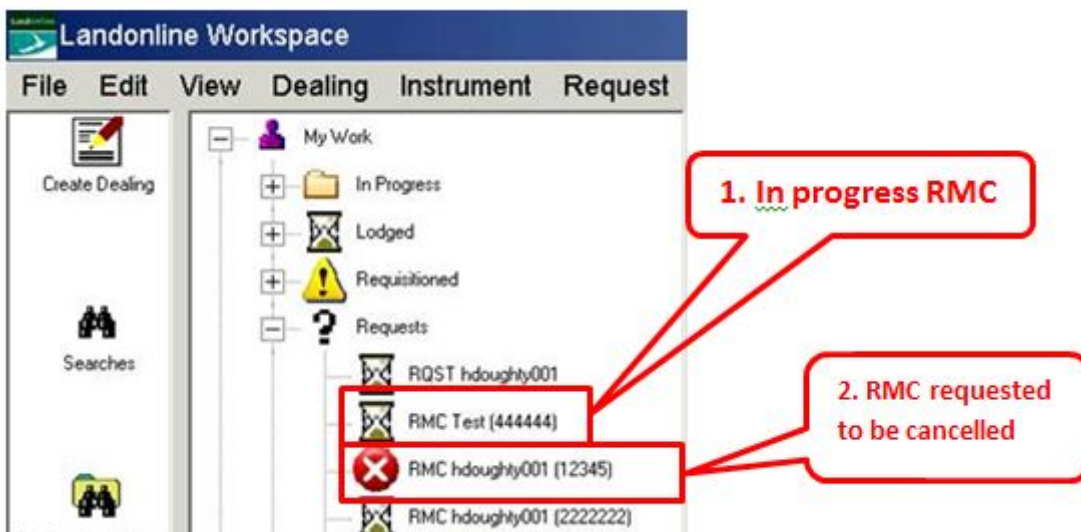 Landonline Workspace
File Edit View Dealing Instrument Request
Create Dealing
Searches
My Work
In Progress
Lodged
Requisitioned
Requests
RQST hdoughty001
RMC Test (444444)
RMC hdoughty001 (12345)
RMC hdoughty001 (2222222)
1. In progress RMC
2. RMC requested
to be cancelled